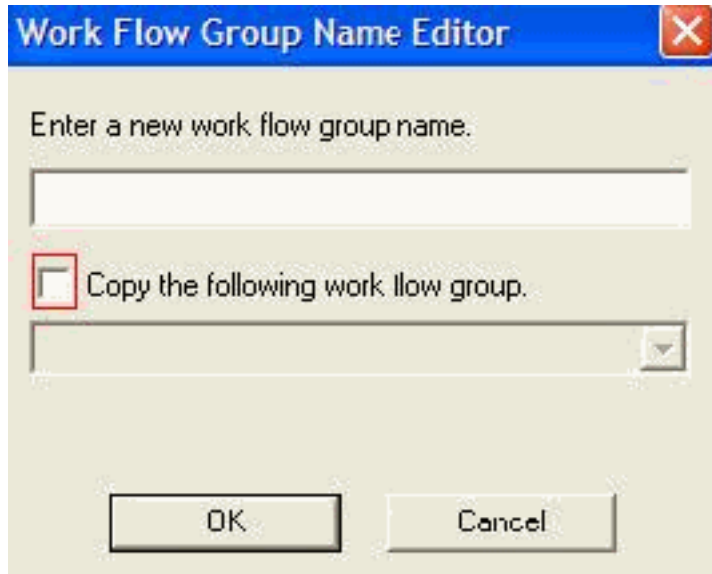 Work Flow Group Name Editor
Enter a new work flow group name.
Copy the following work flow group.
OK
Cancel